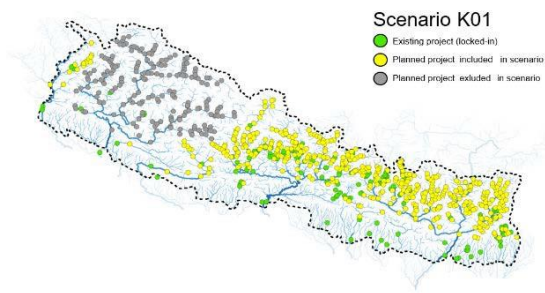 Scenario K01
Existing project (locked-in)
Planned project included in scenario
Planned project exluded in scenario